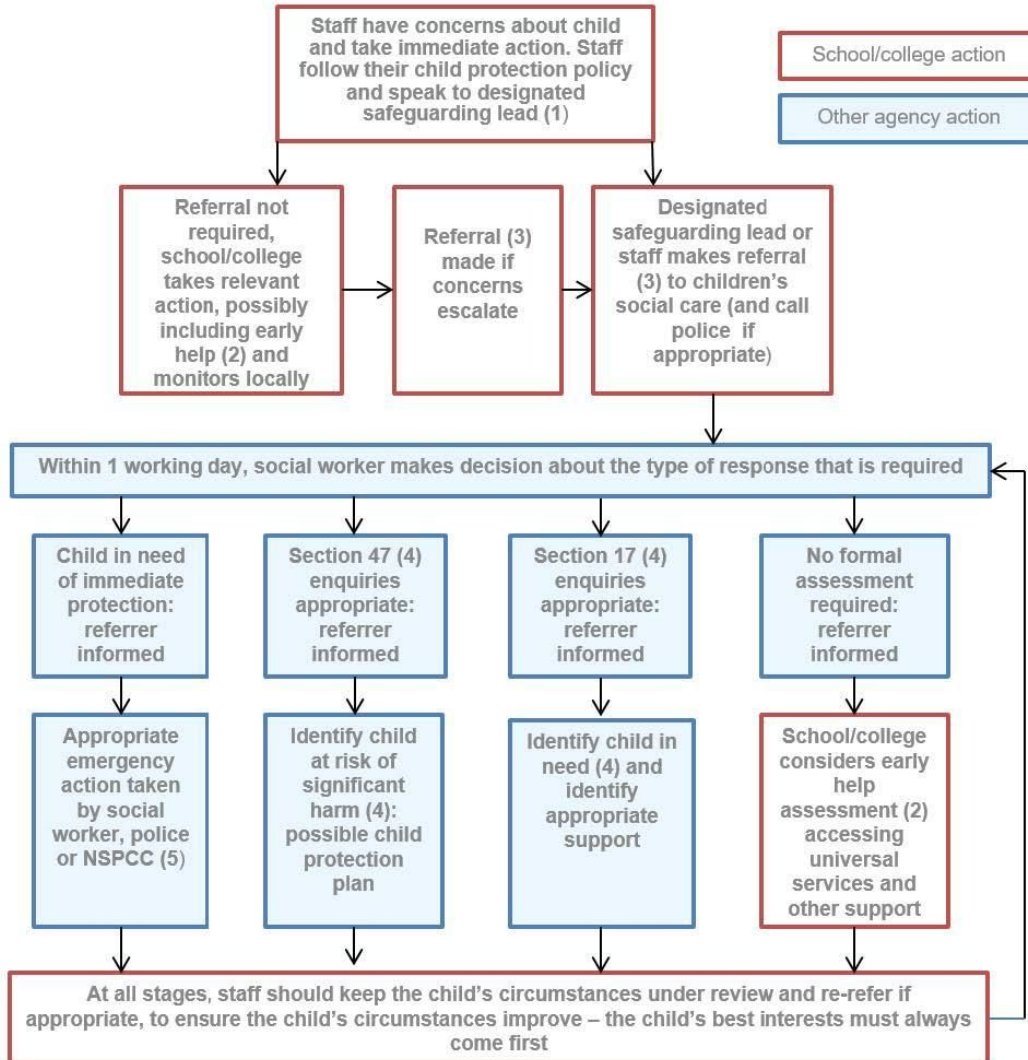 Staff have concerns about child
and take immediate action. Staff
follow their child protection policy
and speak to designated
safeguarding lead (1)
School/college action
Other agency action
Referral not
required,
school/college
takes relevant
action, possibly
including early
help (2) and
monitors locally
Referral (3)
made if
concerns
escalate
Designated
safeguarding lead or
staff makes referral
(3) to children’s
social care (and call
police if
appropriate)
Within 1 working day, social worker makes decision about the type of response that is required
Child in need
of immediate
protection:
referrer
informed
Section 47 (4)
enquiries
appropriate:
referrer
informed
Section 17 (4)
enquiries
appropriate:
referrer
informed
No formal
assessment
required:
referrer
informed
Appropriate
emergency
action taken
by social
worker, police
or NSPCC (5)
Identify child
at risk of
significant
harm (4):
possible child
protection
plan
Identify child in
need (4) and
identify
appropriate
support
School/college
considers early
help
assessment (2)
accessing
universal
services and
other support
At all stages, staff should keep the child’s circumstances under review and re-refer if
appropriate, to ensure the child’s circumstances improve – the child’s best interests must always
come first